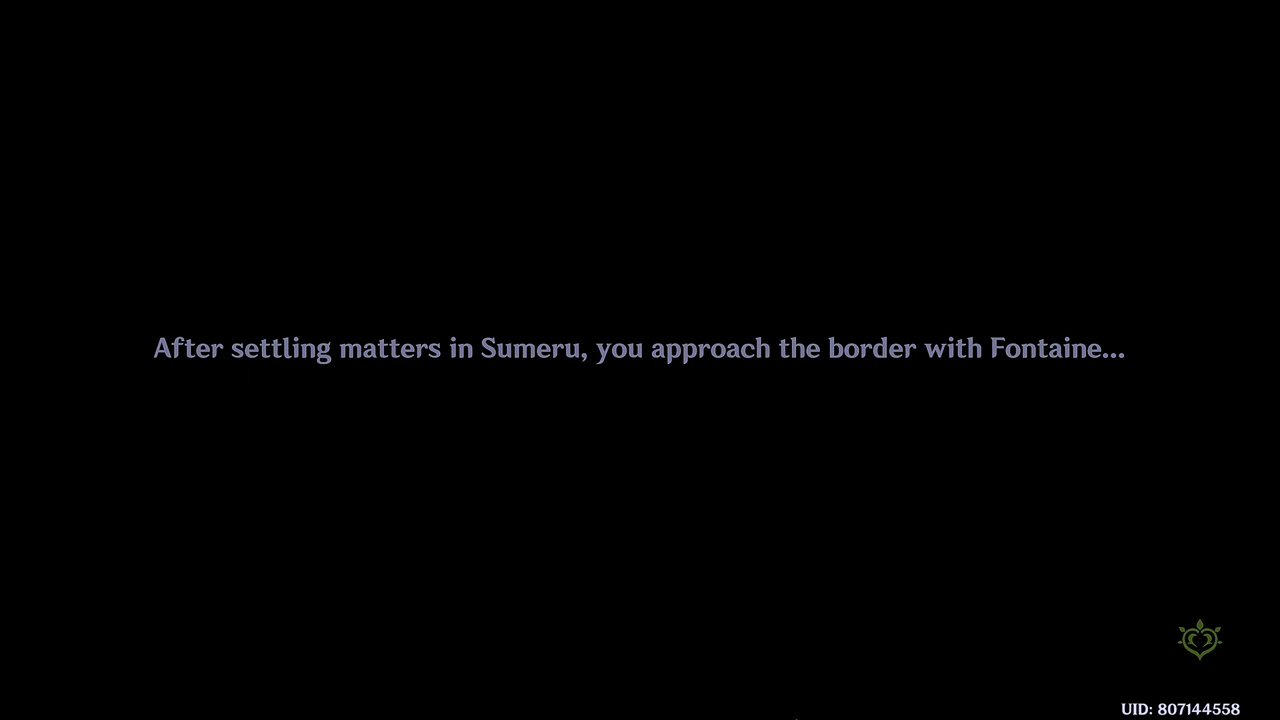 After settling matters in Sumeru, you approach the border with Fontaine...
UID: 807144558